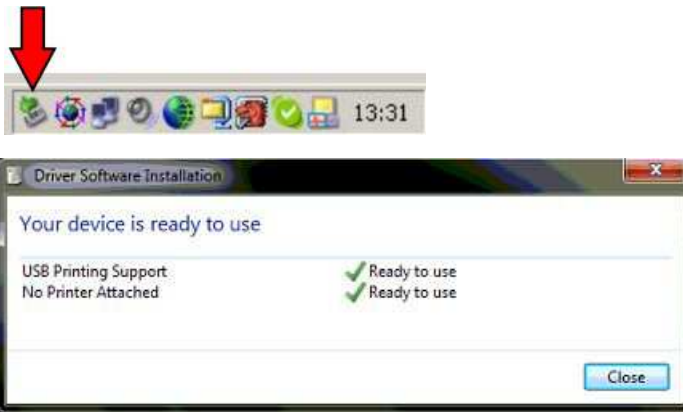 13:31
Driver Software Installation
Your device is ready to use
USB Printing Support Ready to use
No Printer Attached Ready to use
Close